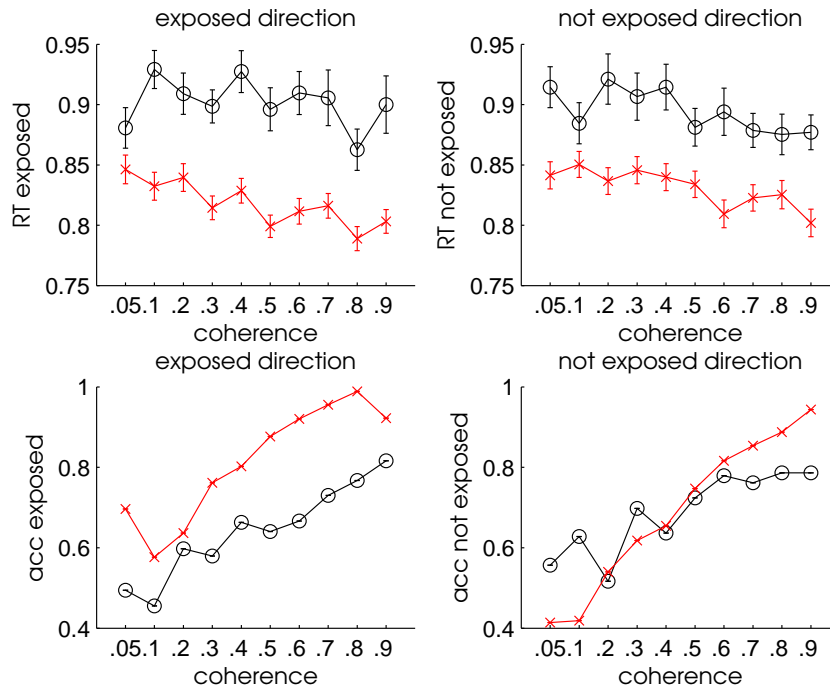 exposed direction
RT exposed
0.95
0.9
0.85
0.8
0.75
.05 .1 .2 .3 .4 .5 .6 .7 .8 .9
coherence
not exposed direction
RT not exposed
0.95
0.9
0.85
0.8
0.75
.05 .1 .2 .3 .4 .5 .6 .7 .8 .9
coherence
exposed direction
acc exposed
1
0.8
0.6
0.4
.05 .1 .2 .3 .4 .5 .6 .7 .8 .9
coherence
not exposed direction
acc not exposed
1
0.8
0.6
0.4
.05 .1 .2 .3 .4 .5 .6 .7 .8 .9
coherence